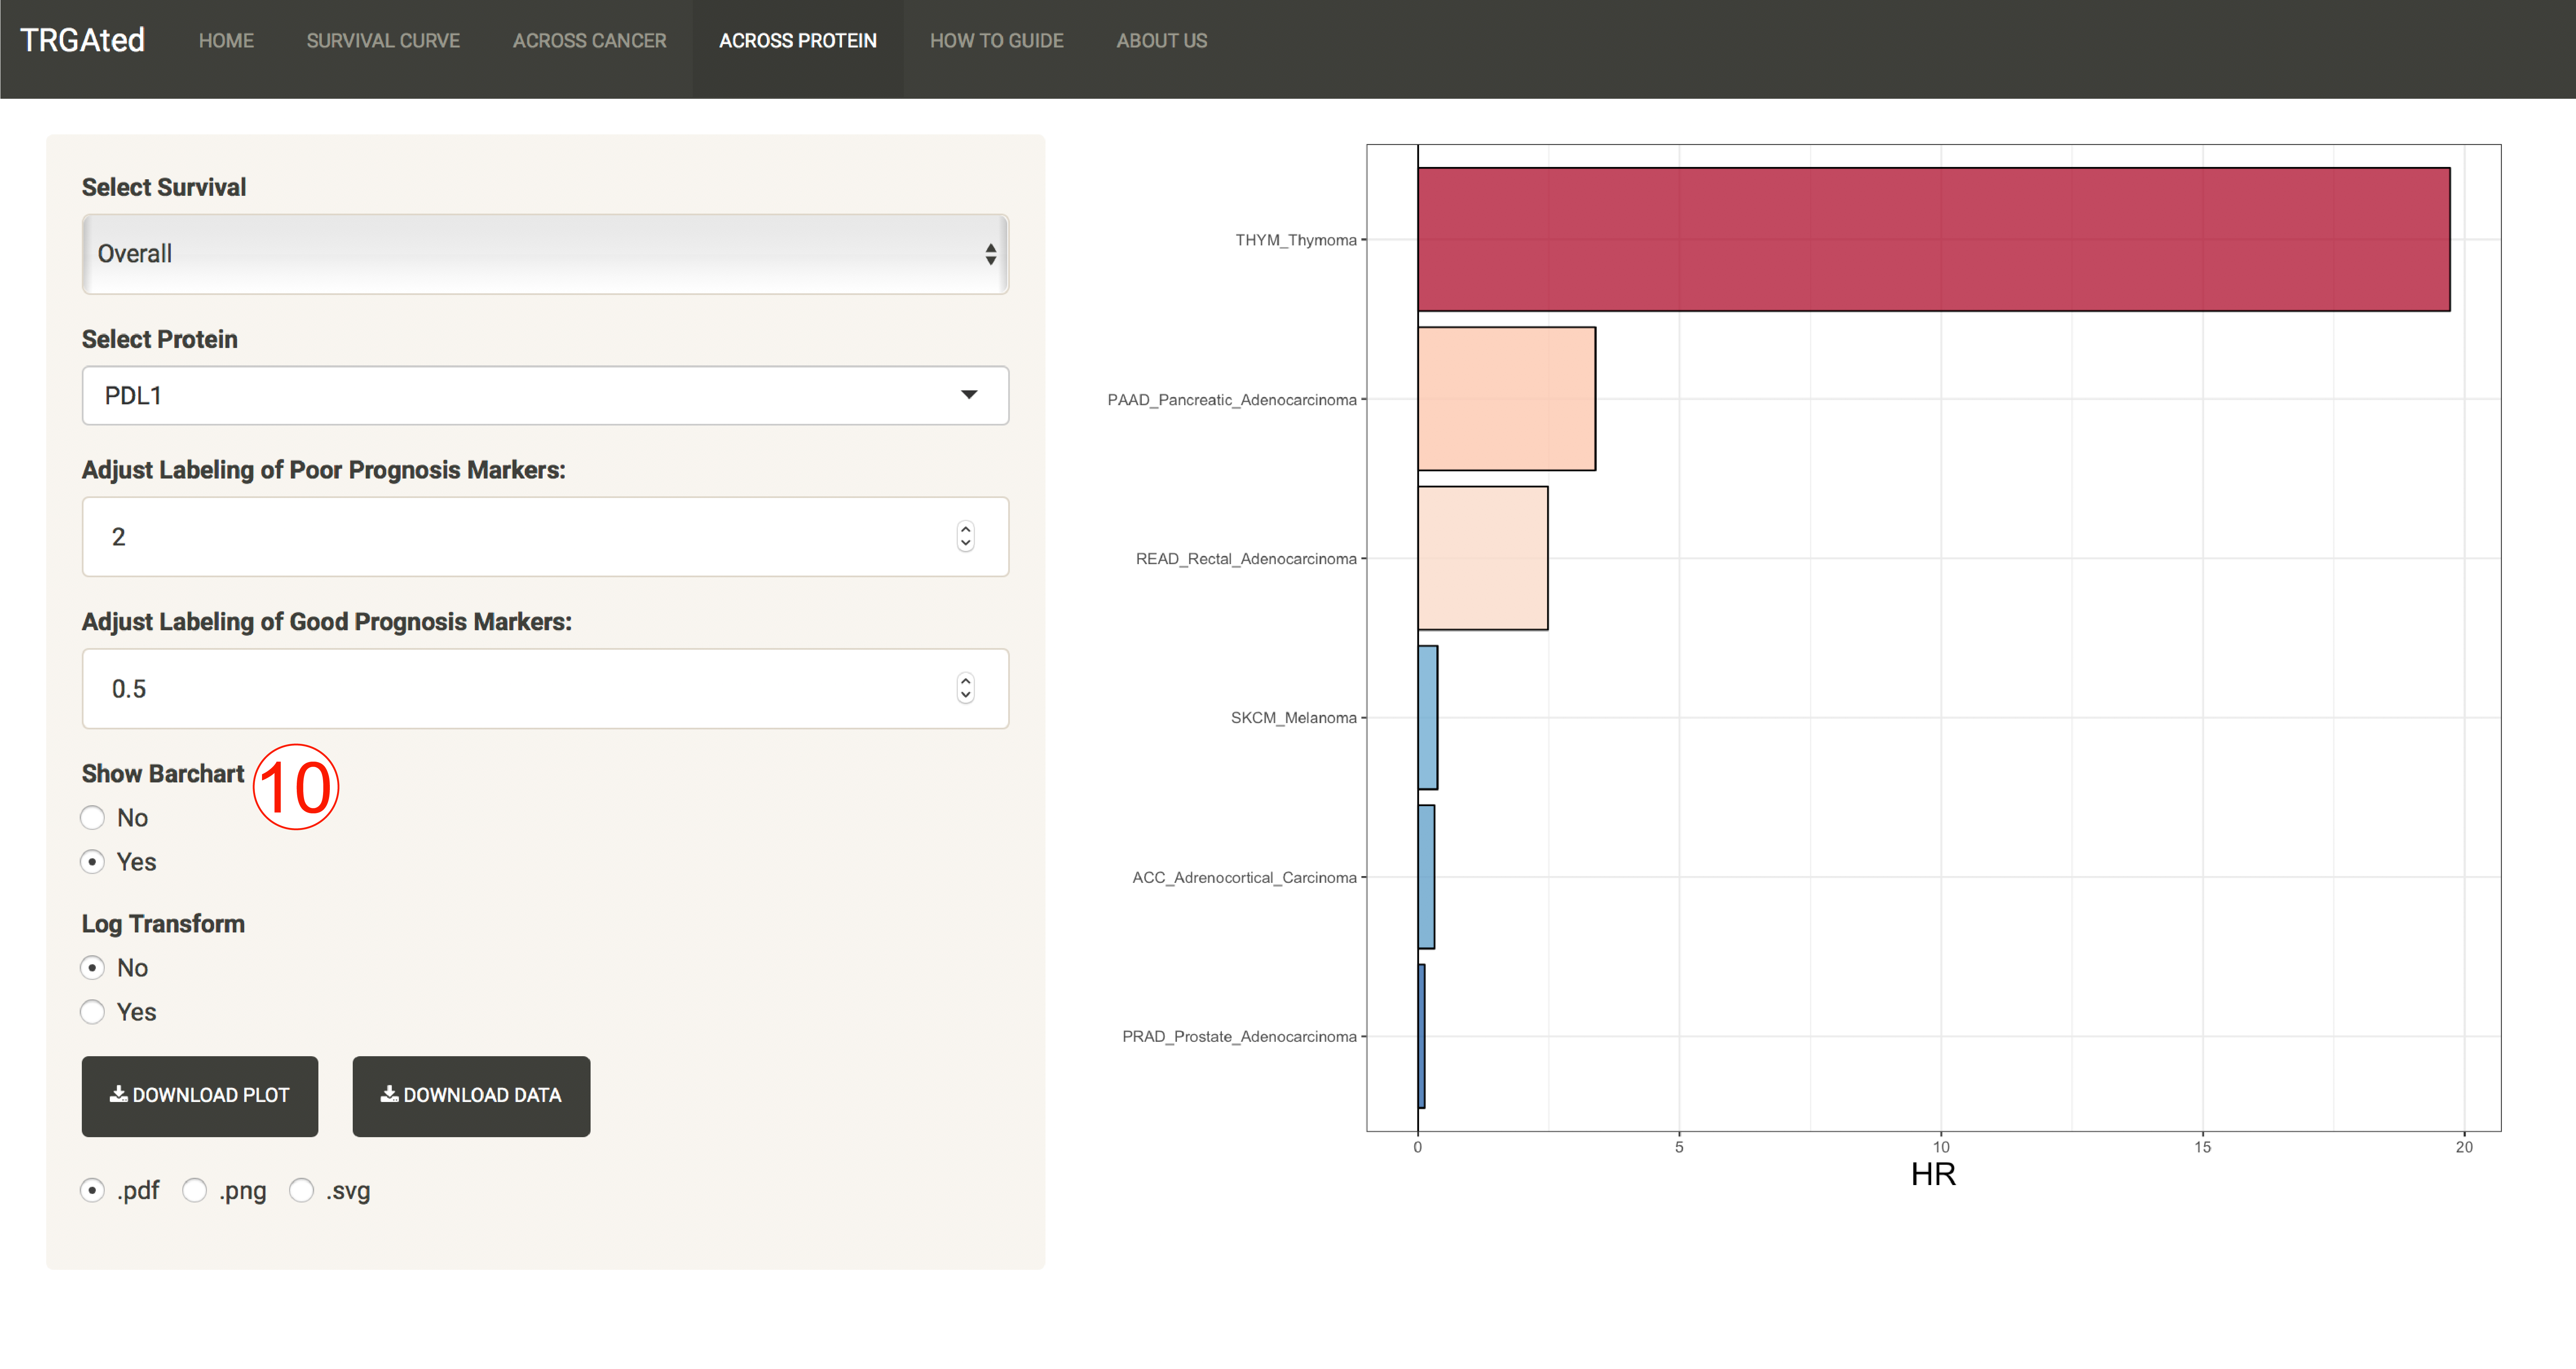 TRGAted HOME SURVIVAL CURVE ACROSS CANCER ACROSS PROTEIN HOW TO GUIDE ABOUT US
Select Survival
Overall
Select Protein
PDL1
Adjust Labeling of Poor Prognosis Markers:
2
Adjust Labeling of Good Prognosis Markers:
0.5
Show Barchart 10
No
Yes
Log Transform
No
Yes
DOWNLOAD PLOT DOWNLOAD DATA
.pdf .png .svg
THYM_Thymoma
PAAD_Pancreatic_Adenocarcinoma
READ_Rectal_Adenocarcinoma
SKCM_Melanoma
ACC_Adrenocortical_Carcinoma
PRAD_Prostate_Adenocarcinoma
0 5 10 15 20
HR